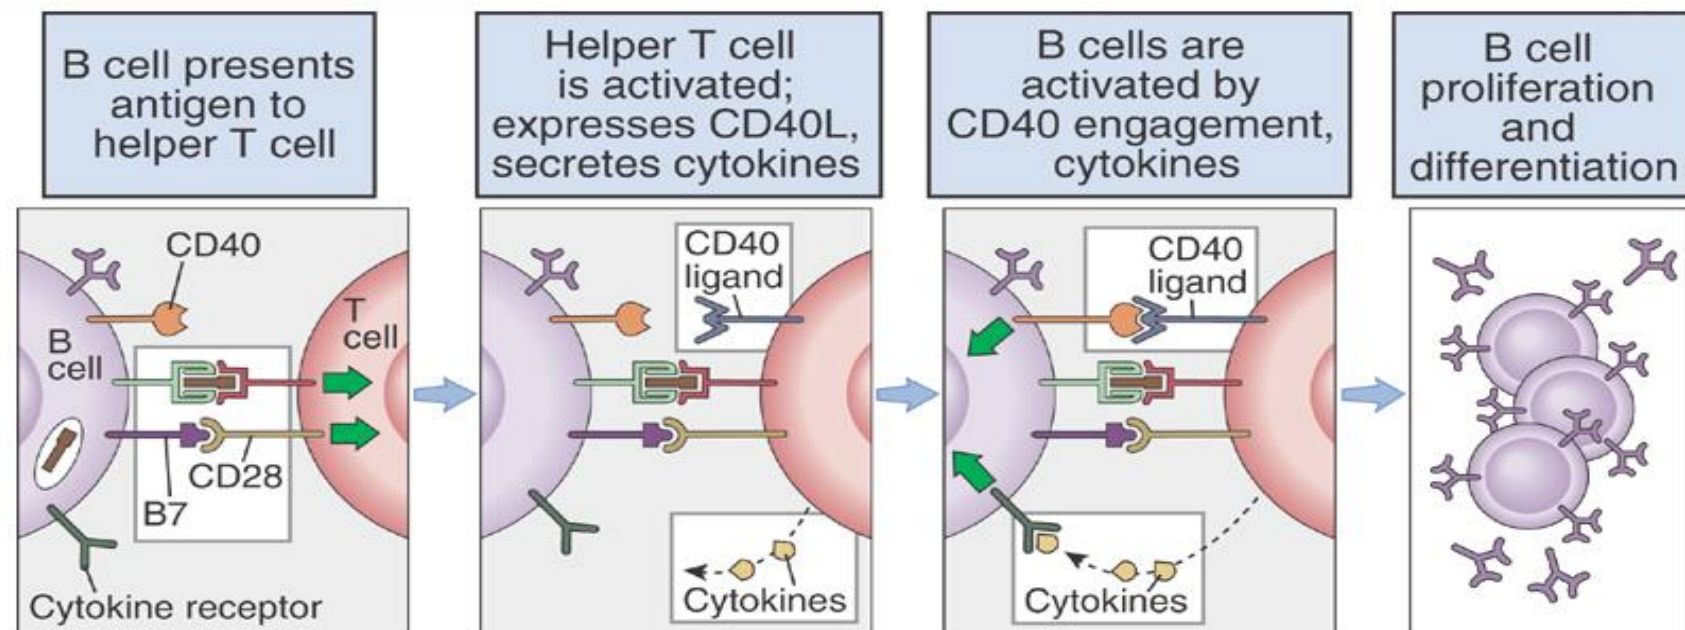 B cell presents
antigen to
helper T cell
Helper T cell
is activated;
expresses CD40L,
secretes cytokines
B cells are
activated by
CD40 engagement,
cytokines
B cell
proliferation
and
differentiation
CD40
B
cell
T
cell
CD28
B7
Cytokine receptor
CD40
ligand
Cytokines
CD40
ligand
Cytokines